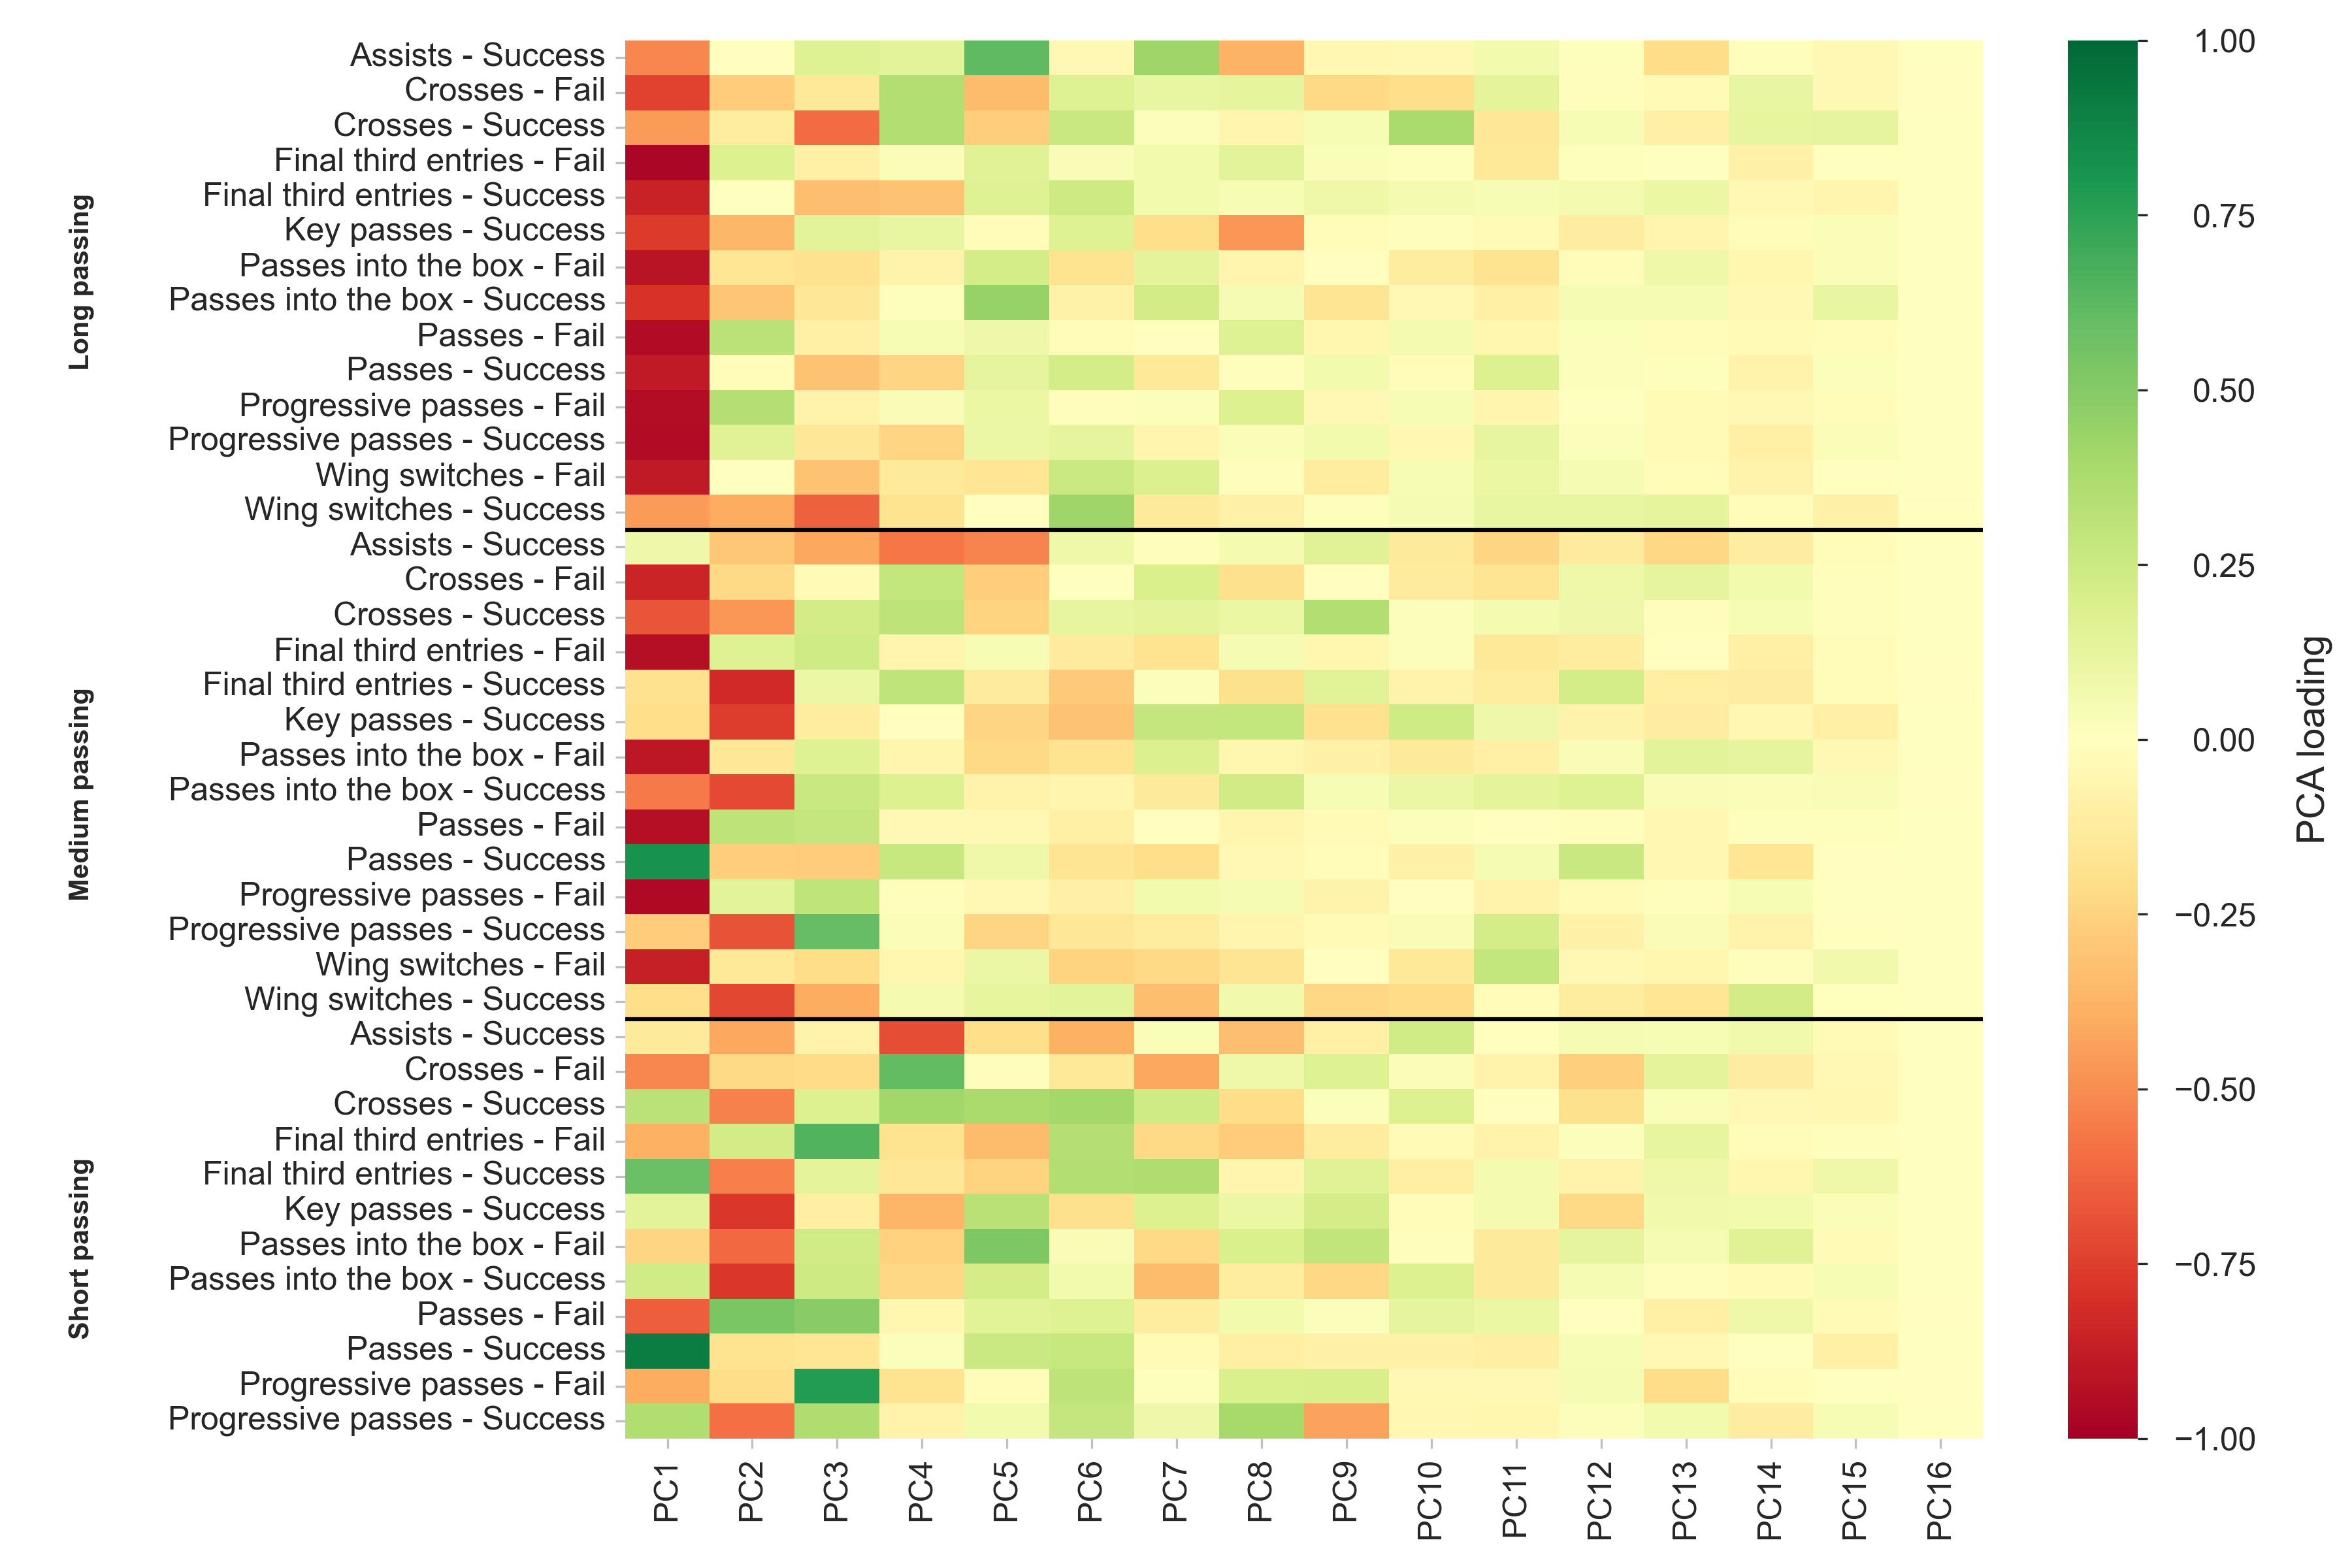 Long passing
Assists - Success
Crosses - Fail
Crosses - Success
Final third entries - Fail
Final third entries - Success
Key passes - Success
Passes into the box - Fail
Passes into the box - Success
Passes - Fail
Passes - Success
Progressive passes - Fail
Progressive passes - Success
Wing switches - Fail
Wing switches - Success
Medium passing
Assists - Success
Crosses - Fail
Crosses - Success
Final third entries - Fail
Final third entries - Success
Key passes - Success
Passes into the box - Fail
Passes into the box - Success
Passes - Fail
Passes - Success
Progressive passes - Fail
Progressive passes - Success
Wing switches - Fail
Wing switches - Success
Short passing
Assists - Success
Crosses - Fail
Crosses - Success
Final third entries - Fail
Final third entries - Success
Key passes - Success
Passes into the box - Fail
Passes into the box - Success
Passes - Fail
Passes - Success
Progressive passes - Fail
Progressive passes - Success
PC1
PC2
PC3
PC4
PC5
PC6
PC7
PC8
PC9
PC10
PC11
PC12
PC13
PC14
PC15
PC16
1.00
0.75
0.50
0.25
0.00
−0.25
−0.50
−0.75
−1.00
PCA loading